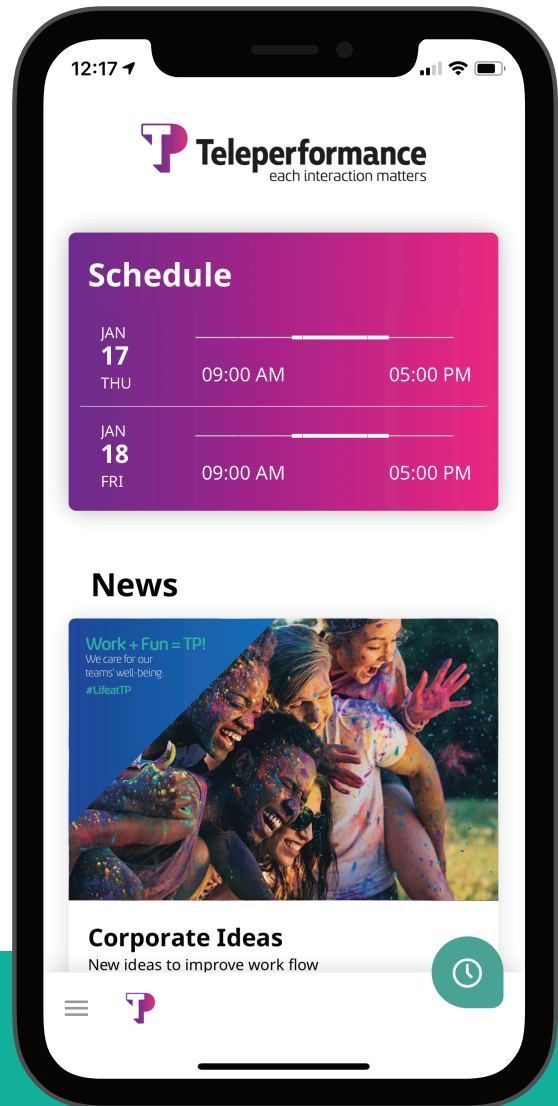 12:17
Teleperformance
each interaction matters
Schedule
JAN
17
THU
09:00 AM
05:00 PM
JAN
18
FRI
09:00 AM
05:00 PM
News
Work + Fun = TP!
We care for our
teams' well-being.
#LifeatTP
Corporate Ideas
New ideas to improve work flow